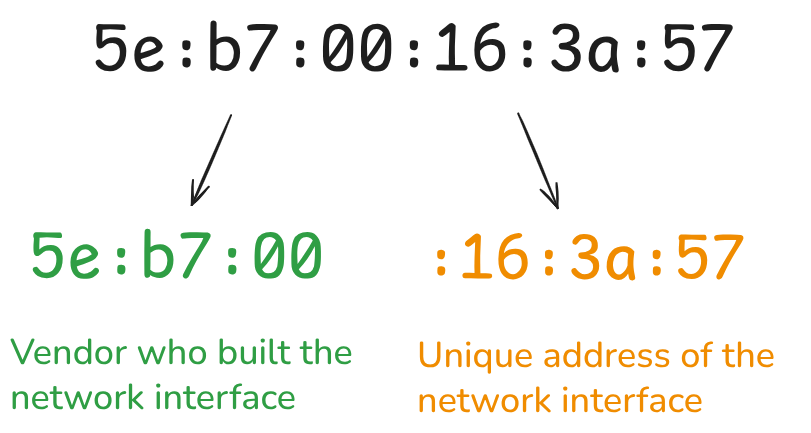 5e:b7:00:16:3a:57
5e:b7:00
:16:3a:57
Vendor who built the
network interface
Unique address of the
network interface